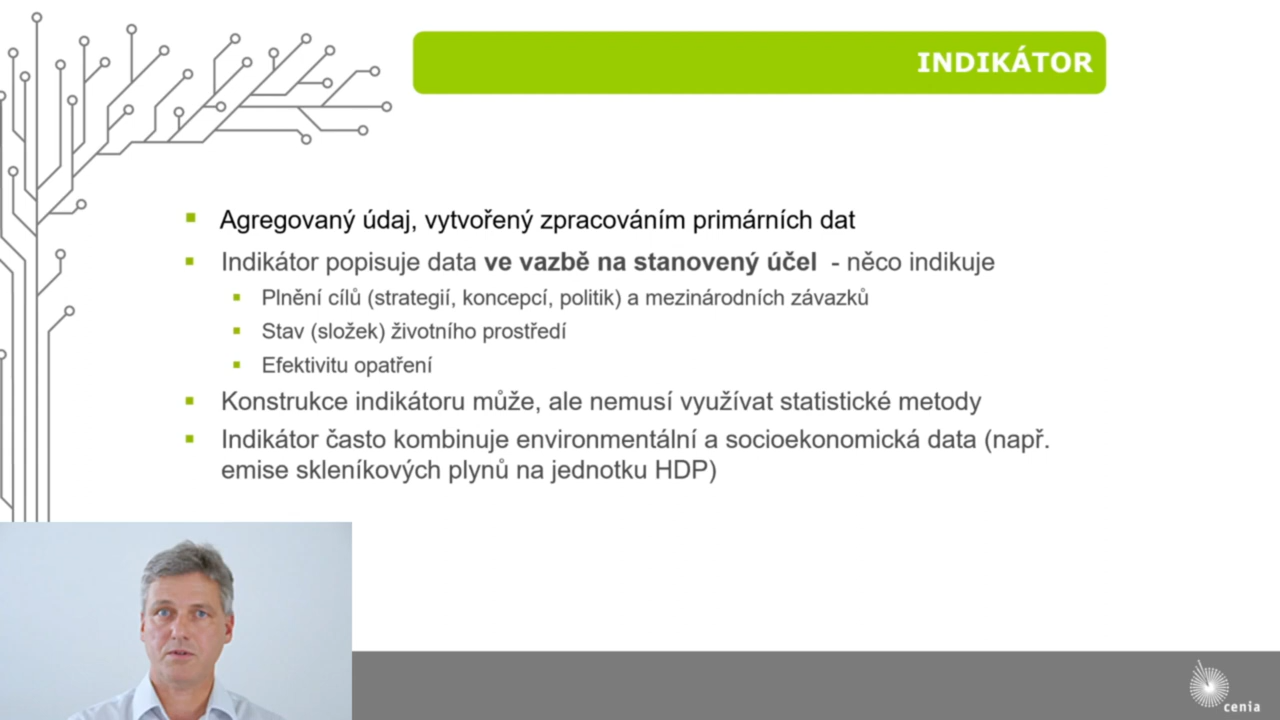 INDIKÁTOR
Agregovaný údaj, vytvořený zpracováním primárních dat
Indikátor popisuje data ve vazbě na stanovený účel - něco indikuje
Plnění cílů (strategií, koncepcí, politik) a mezinárodních závazků
Stav (složek) životního prostředí
Efektivitu opatření
Konstrukce indikátoru může, ale nemusí využívat statistické metody
Indikátor často kombinuje environmentální a socioekonomická data (např.
emise skleníkových plynů na jednotku HDP)
cenia